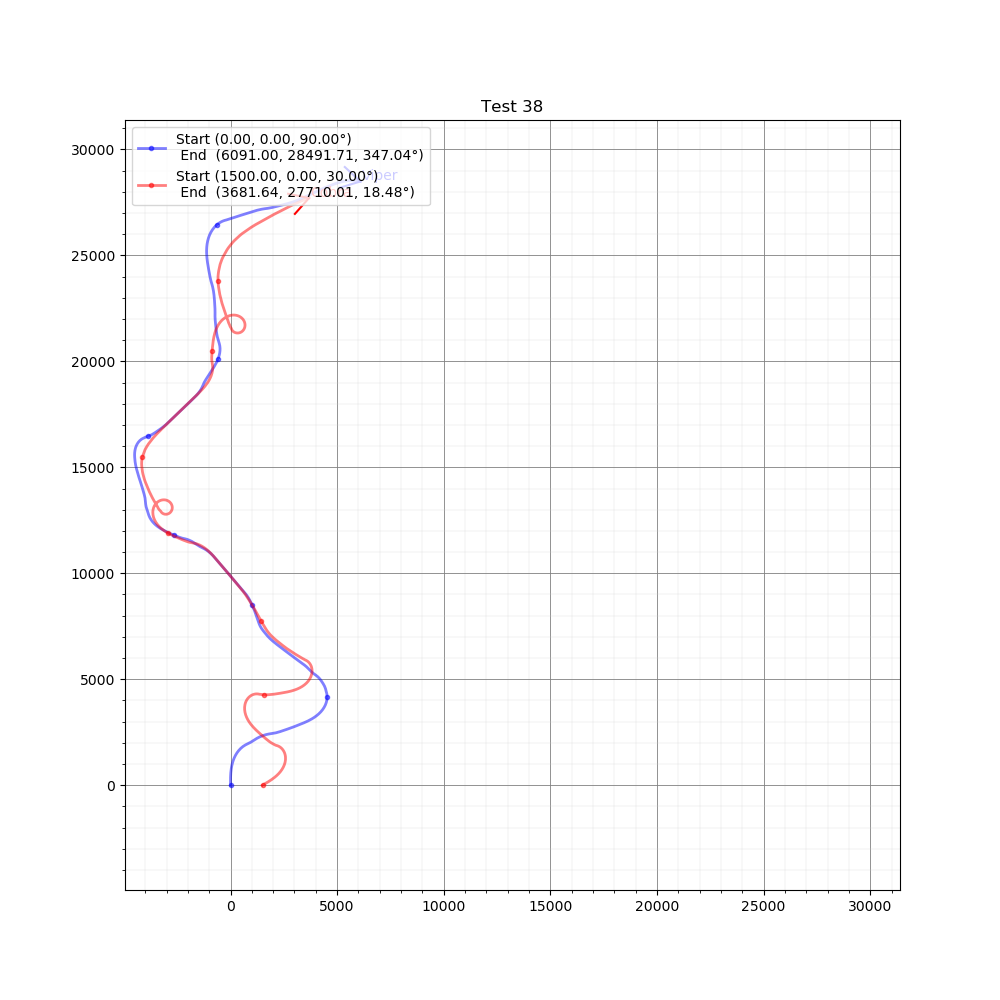 Test 38
Start (0.00, 0.00, 90.00°)
End (6091.00, 28491.71, 347.04°)
Start (1500.00, 0.00, 30.00°)
End (3681.64, 27710.01, 18.48°)
30000
25000
20000
15000
10000
5000
0
0 5000 10000 15000 20000 25000 30000